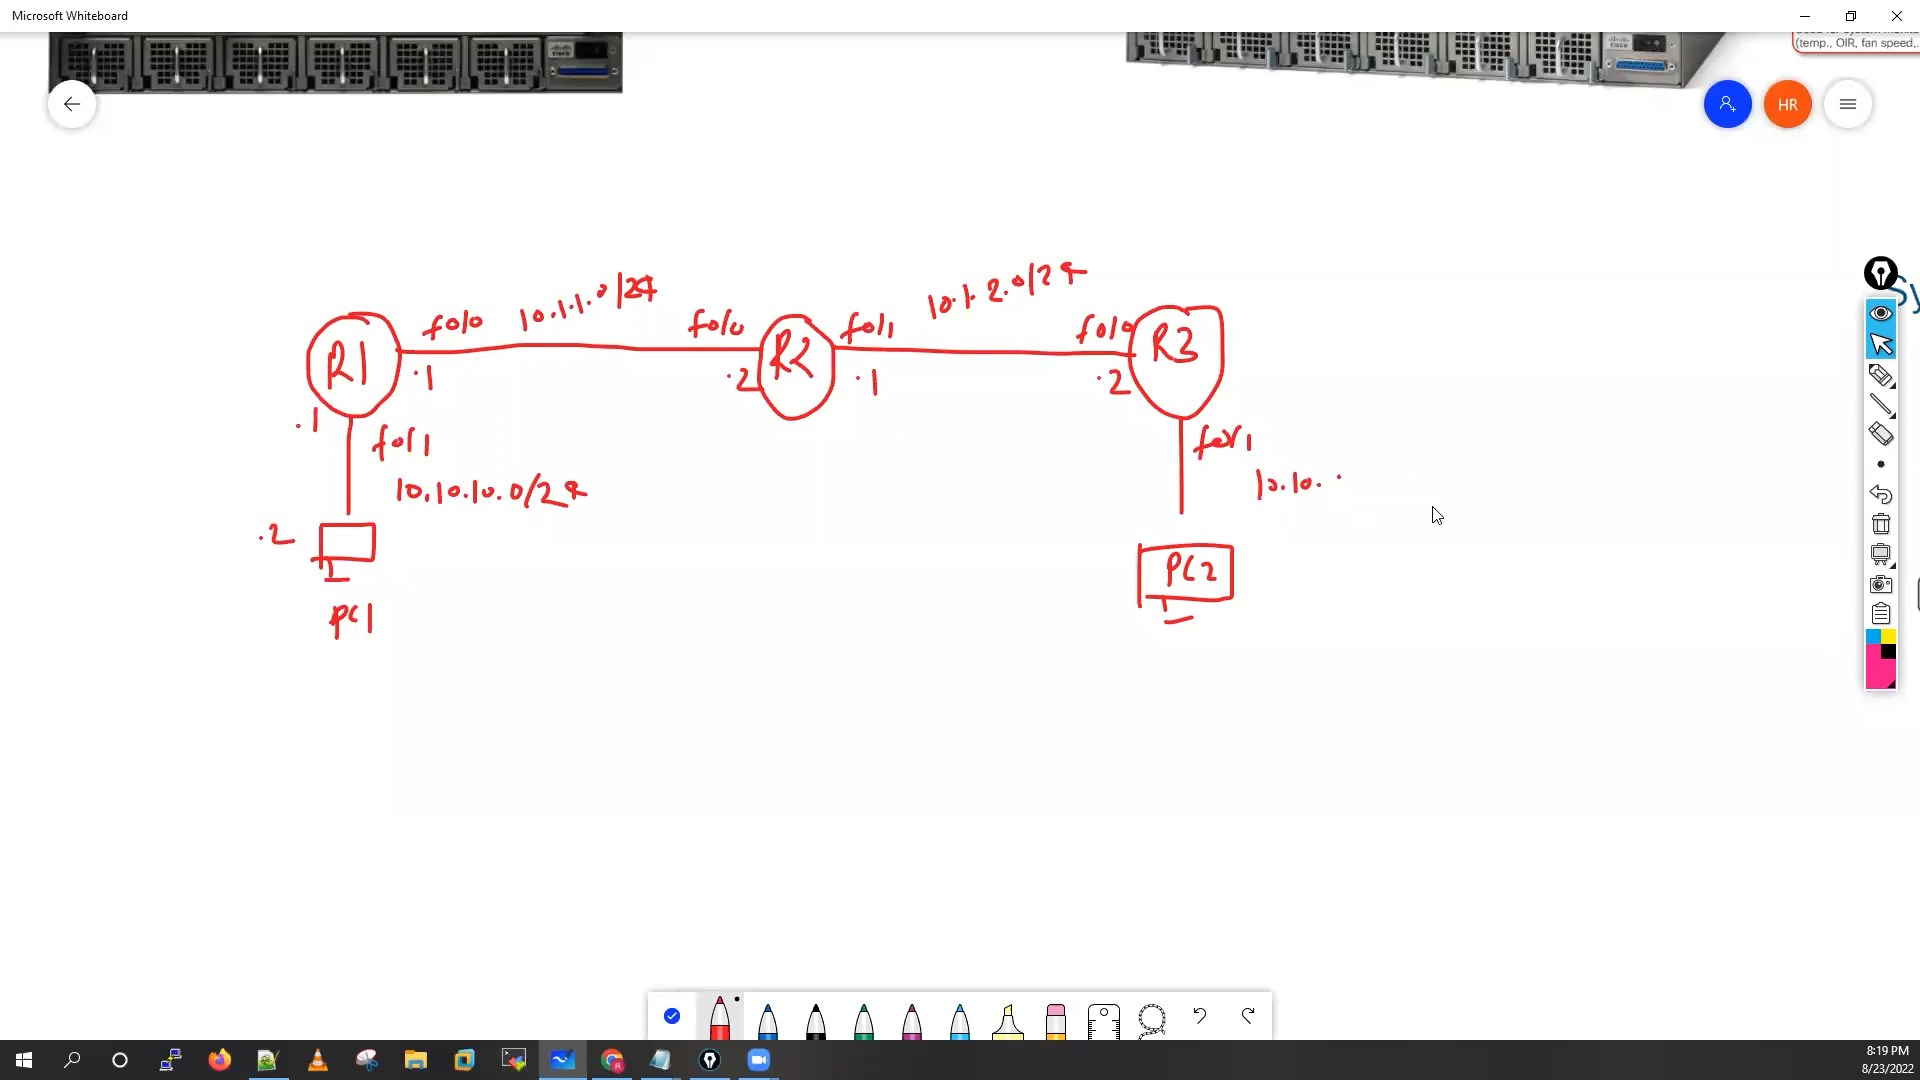 Microsoft Whiteboard
(temp., OIR, fan speed,
HR
f0/0 10.1.1.0/24 f0/0 f0/1 10.1.2.0/24 f0/0
R1 R2 R3
.1 .2 .1 .2
.1
f0/1
f0/1
10.10.10.0/24
10.10. .
.2
PC2
PC1
8:19 PM
8/23/2022